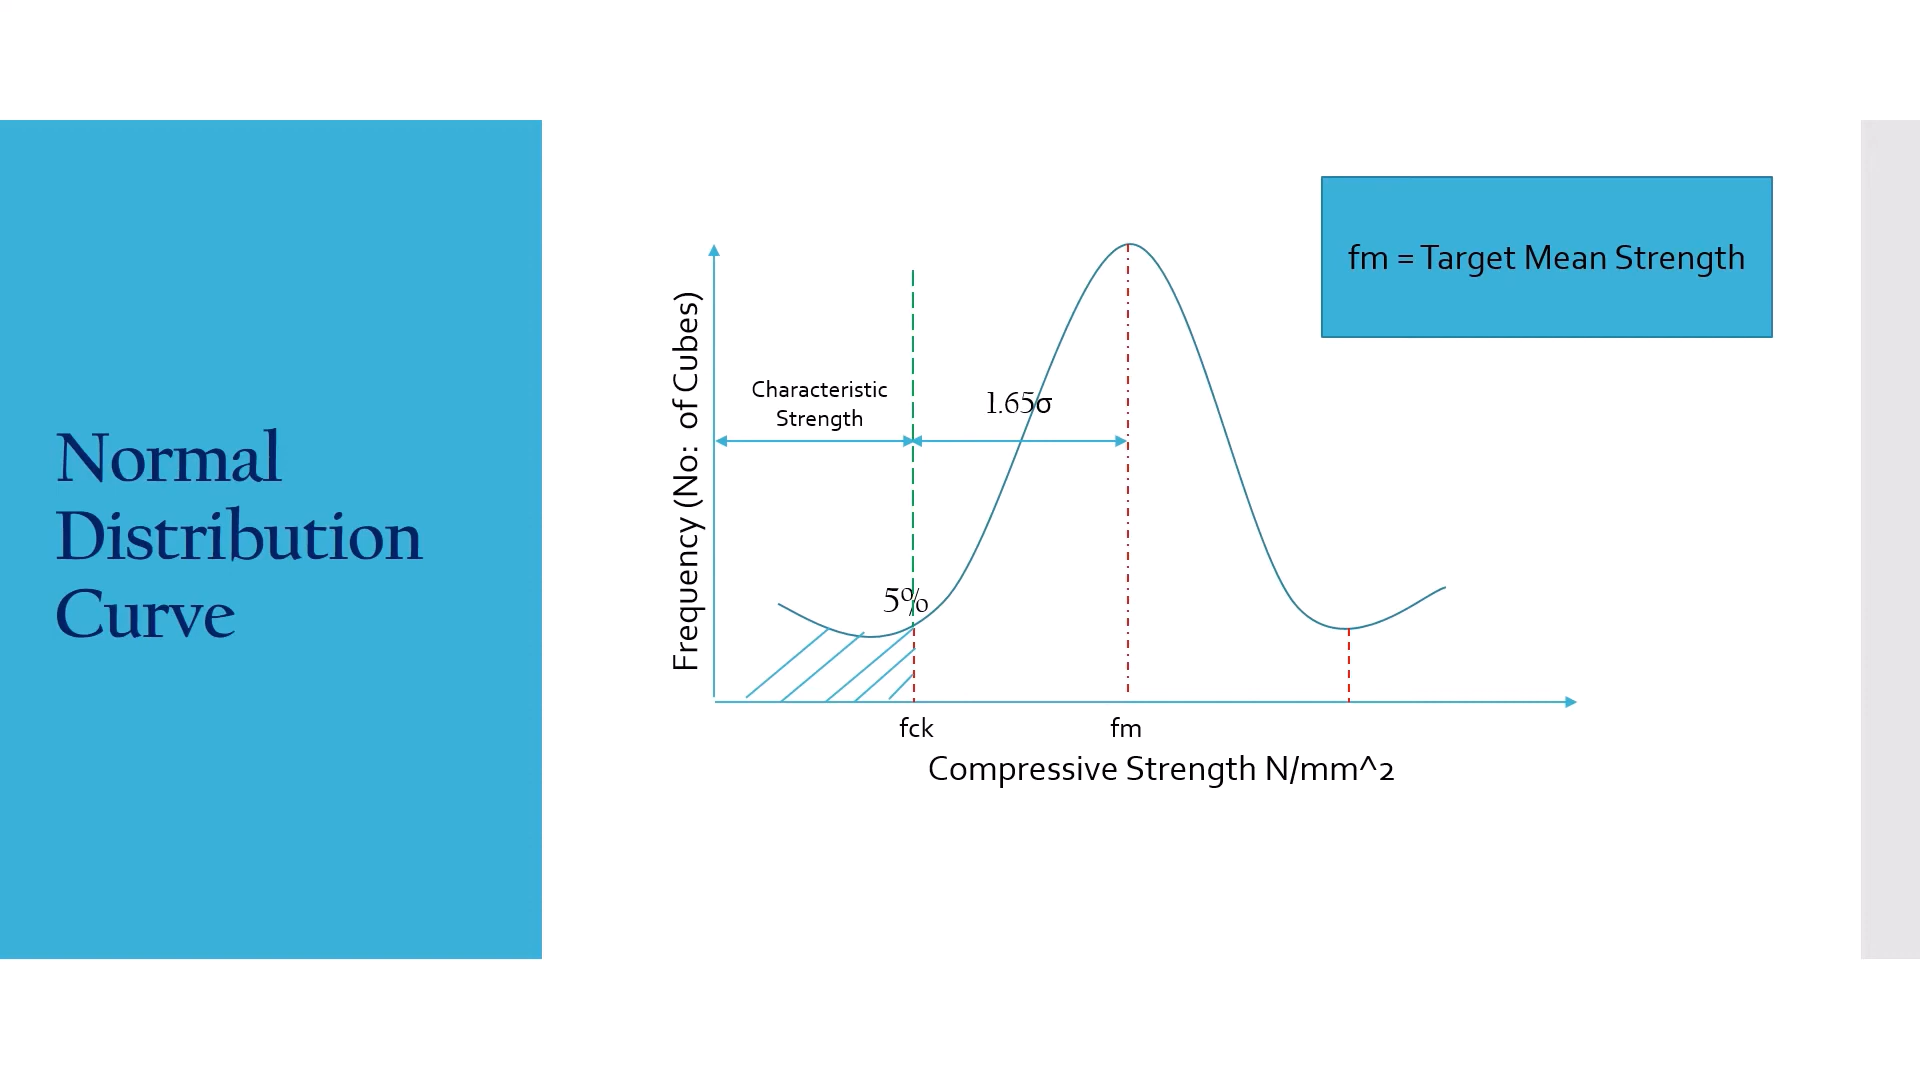 Normal
Distribution
Curve
fm = Target Mean Strength
Frequency (No: of Cubes)
Characteristic
Strength
1.65σ
5%
fck
fm
Compressive Strength N/mm^2